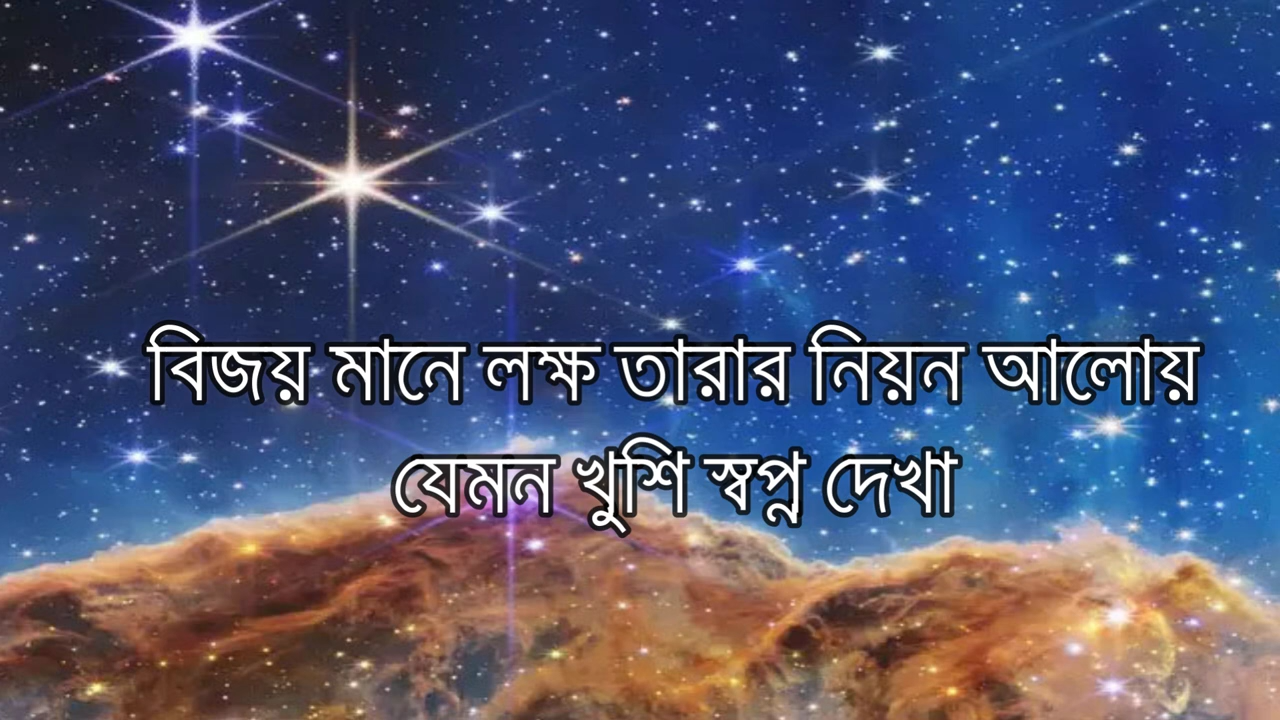 বিজয় মানে লক্ষ তারার নিয়ন আলোয়
যেমন খুশি স্বপ্ন দেখা